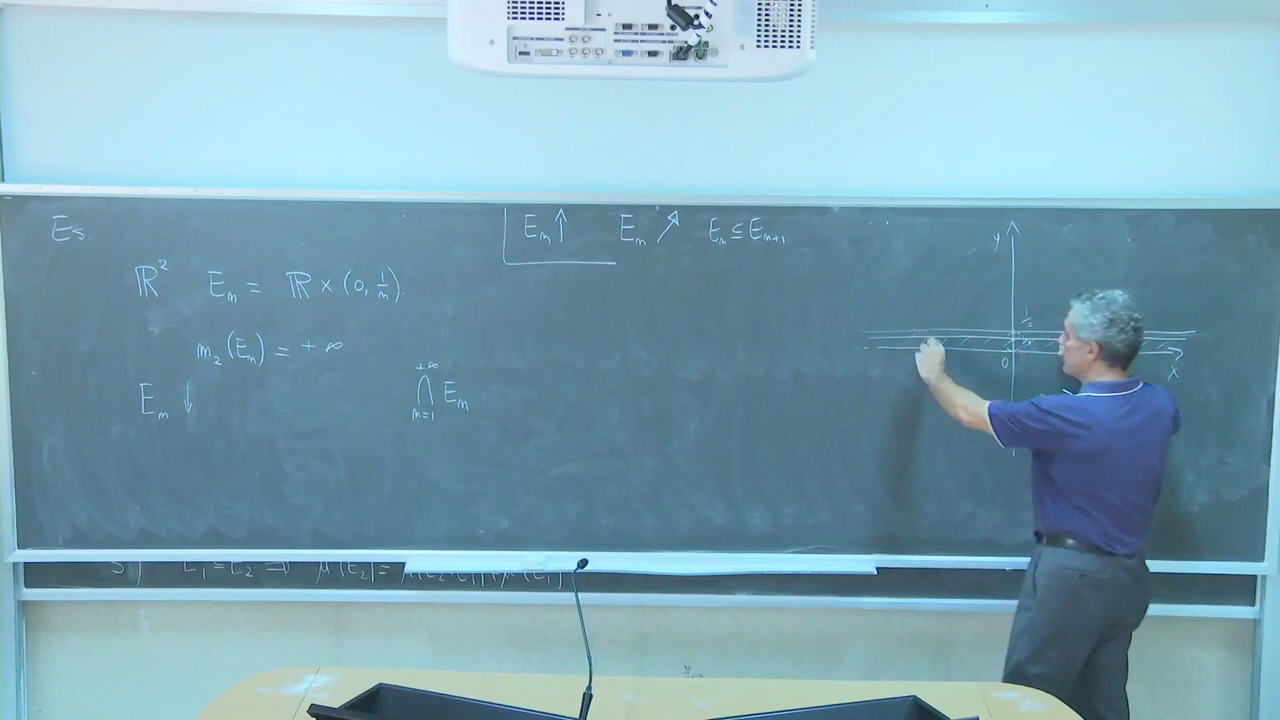 Es.
E_m ↑ E_m ↗ E_m ⊆ E_{m+1}
ℝ² E_m = ℝ × (0, 1/m).
m₂(E_m) = +∞
E_m ↓ ⋂_{m=1}^{+∞} E_m
y
1/2
0
x